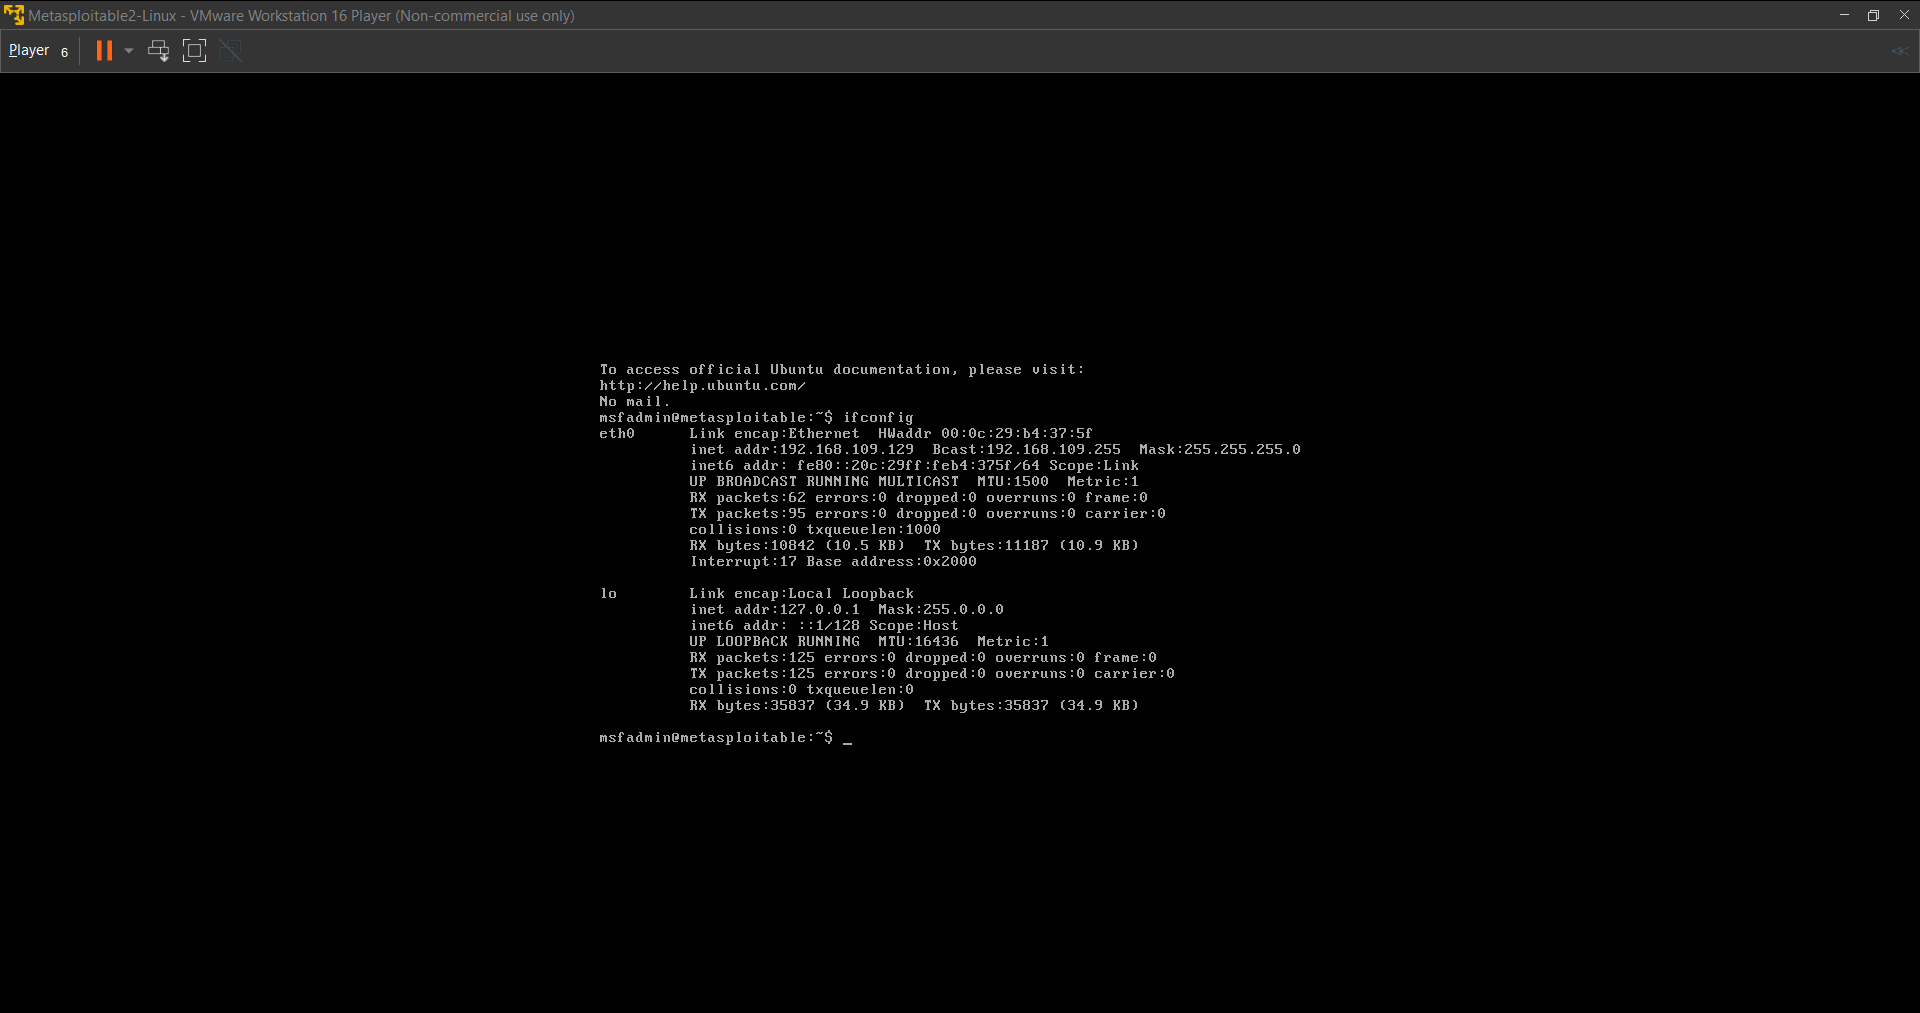 Metasploitable2-Linux - VMware Workstation 16 Player (Non-commercial use only)
Player 6
To access official Ubuntu documentation, please visit:
http://help.ubuntu.com/
No mail.
msfadmin@metasploitable:~$ ifconfig
eth0 Link encap:Ethernet HWaddr 00:0c:29:b4:37:5f
inet addr:192.168.109.129 Bcast:192.168.109.255 Mask:255.255.255.0
inet6 addr: fe80::20c:29ff:feb4:375f/64 Scope:Link
UP BROADCAST RUNNING MULTICAST MTU:1500 Metric:1
RX packets:62 errors:0 dropped:0 overruns:0 frame:0
TX packets:95 errors:0 dropped:0 overruns:0 carrier:0
collisions:0 txqueuelen:1000
RX bytes:10842 (10.5 KB) TX bytes:11187 (10.9 KB)
Interrupt:17 Base address:0x2000
lo Link encap:Local Loopback
inet addr:127.0.0.1 Mask:255.0.0.0
inet6 addr: ::1/128 Scope:Host
UP LOOPBACK RUNNING MTU:16436 Metric:1
RX packets:125 errors:0 dropped:0 overruns:0 frame:0
TX packets:125 errors:0 dropped:0 overruns:0 carrier:0
collisions:0 txqueuelen:0
RX bytes:35837 (34.9 KB) TX bytes:35837 (34.9 KB)
msfadmin@metasploitable:~$ _